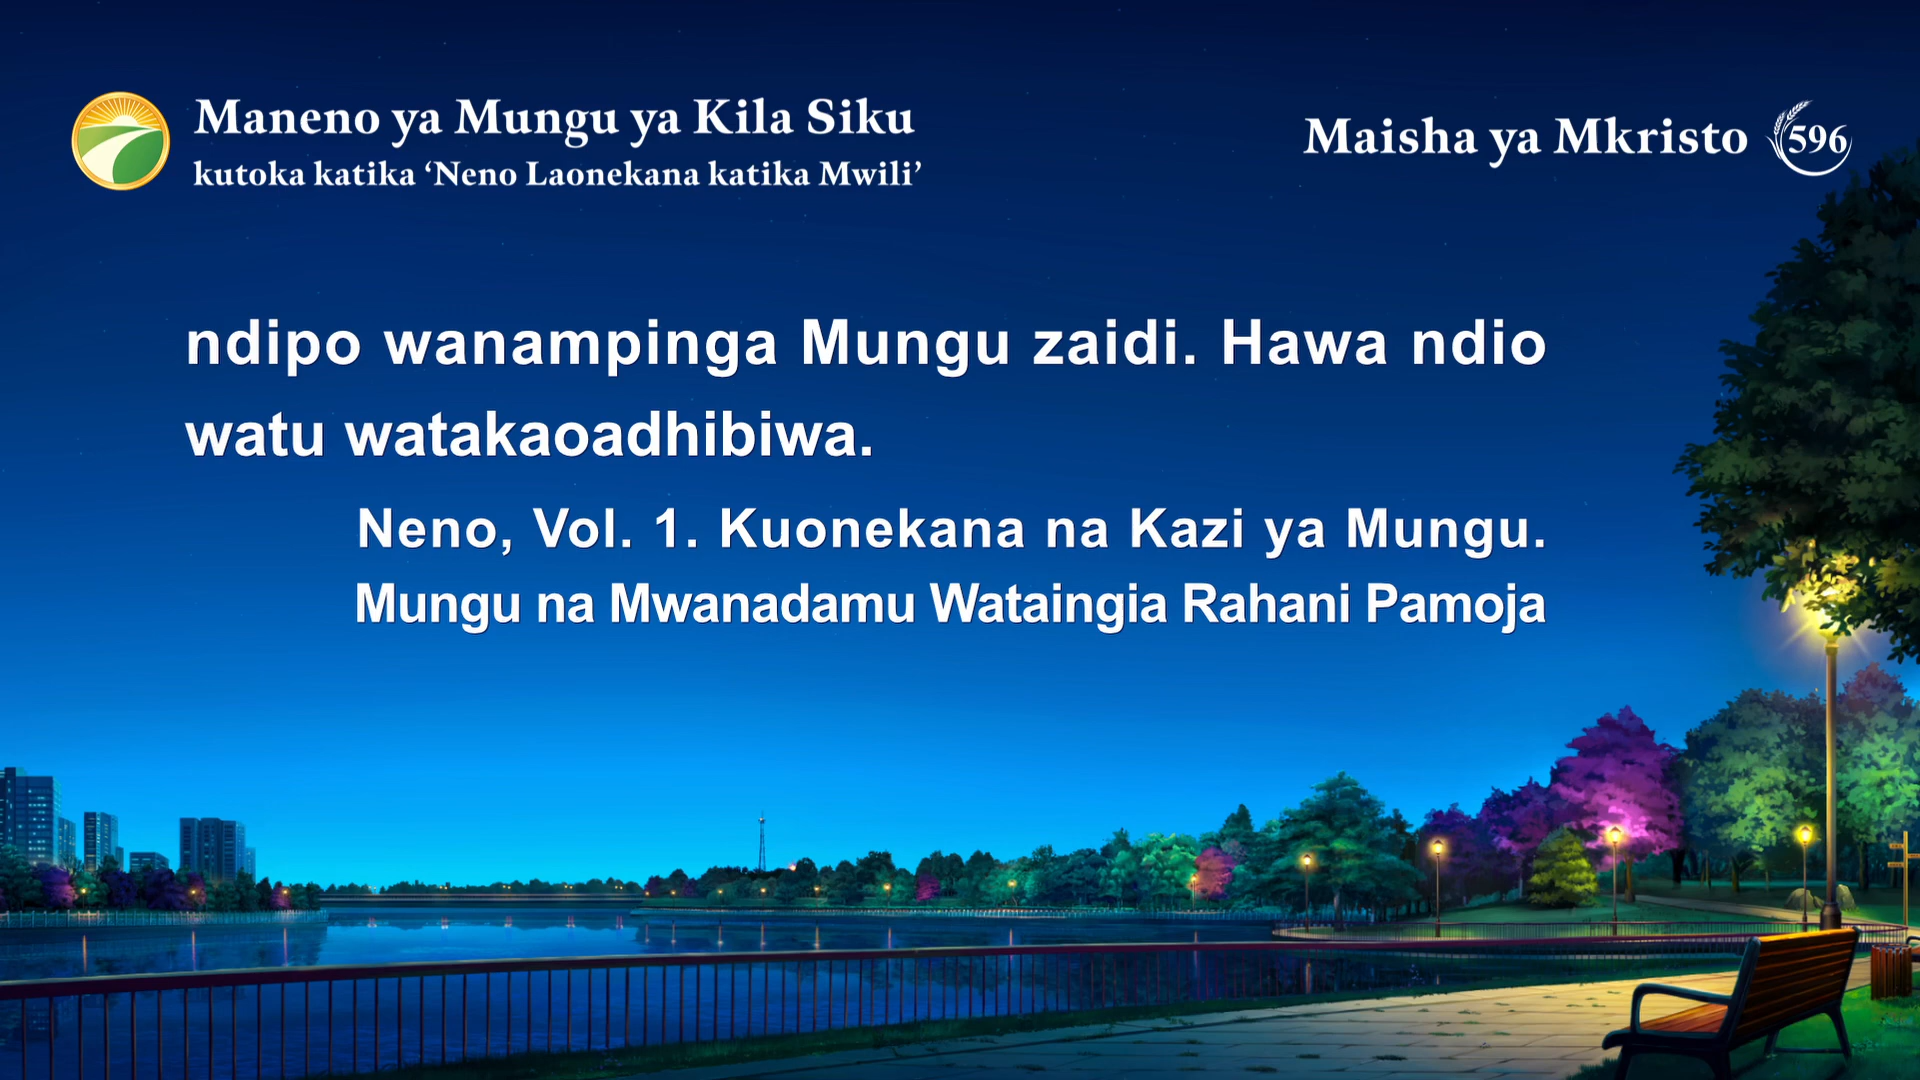 Maneno ya Mungu ya Kila Siku
kutoka katika ‘Neno Laonekana katika Mwili’
Maisha ya Mkristo 596
ndipo wanampinga Mungu zaidi. Hawa ndio
watu watakaoadhibiwa.
Neno, Vol. 1. Kuonekana na Kazi ya Mungu.
Mungu na Mwanadamu Wataingia Rahani Pamoja